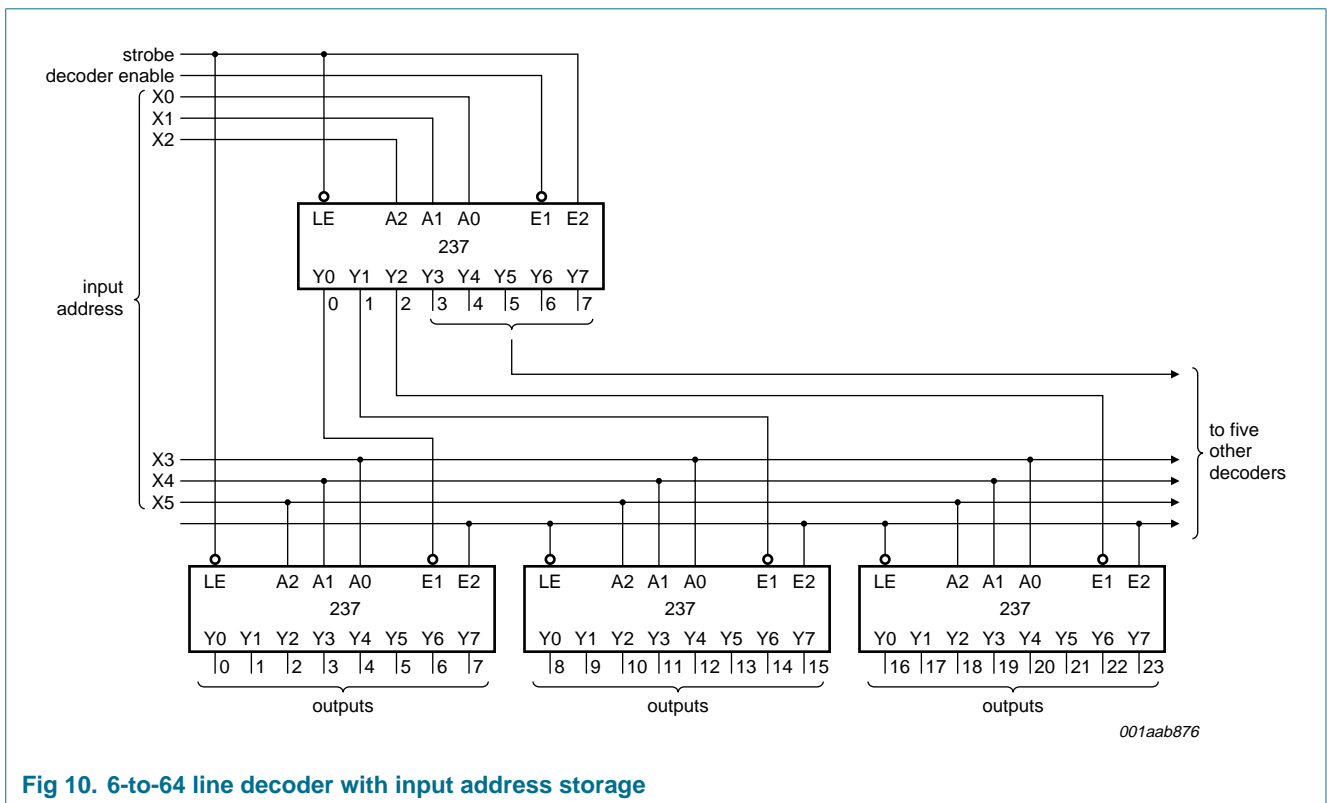 strobe
decoder enable
X0
X1
X2
LE A2 A1 A0 E1 E2
237
Y0 Y1 Y2 Y3 Y4 Y5 Y6 Y7
0 1 2 3 4 5 6 7
input
address
to five
other
decoders
X3
X4
X5
LE A2 A1 A0 E1 E2
237
Y0 Y1 Y2 Y3 Y4 Y5 Y6 Y7
0 1 2 3 4 5 6 7
outputs
LE A2 A1 A0 E1 E2
237
Y0 Y1 Y2 Y3 Y4 Y5 Y6 Y7
8 9 10 11 12 13 14 15
outputs
LE A2 A1 A0 E1 E2
237
Y0 Y1 Y2 Y3 Y4 Y5 Y6 Y7
16 17 18 19 20 21 22 23
outputs
001aab876
Fig 10. 6-to-64 line decoder with input address storage